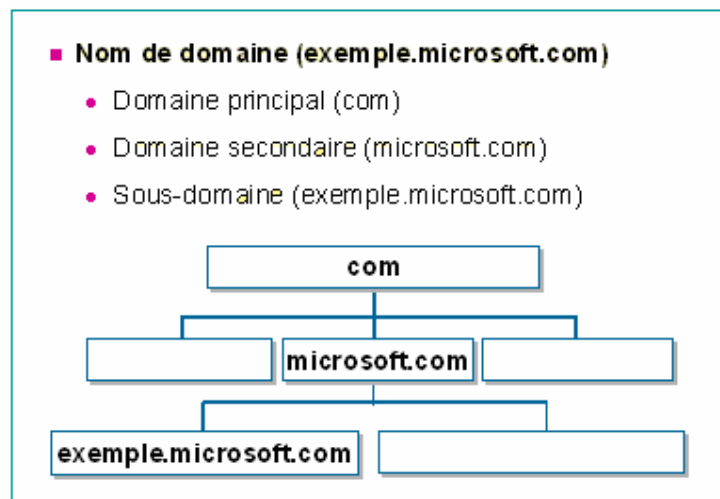 Nom de domaine (exemple.microsoft.com)
Domaine principal (com)
Domaine secondaire (microsoft.com)
Sous-domaine (exemple.microsoft.com)
com
microsoft.com
exemple.microsoft.com